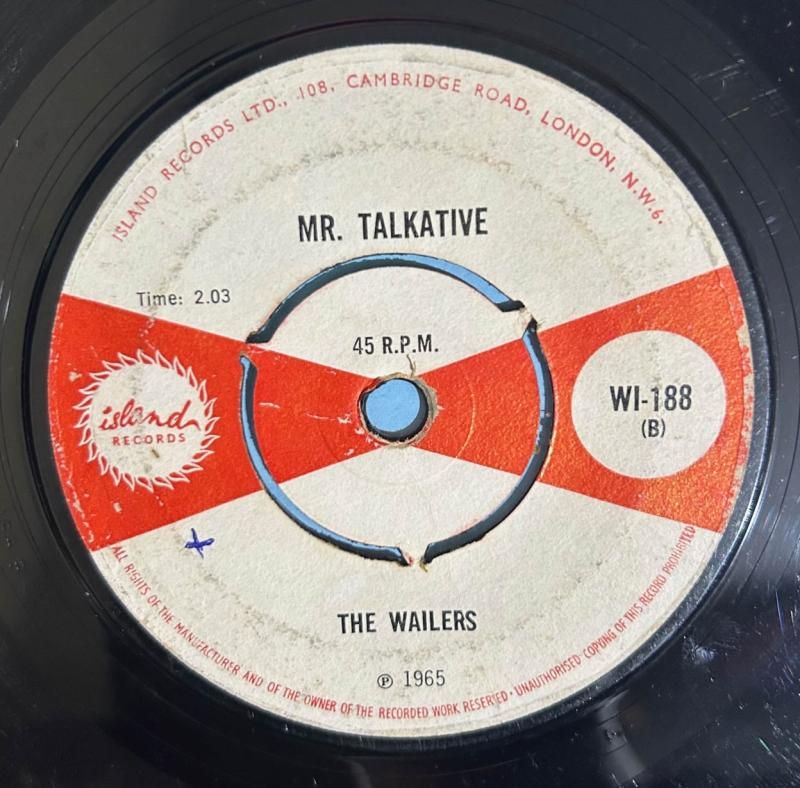 ISLAND RECORDS LTD., 108, CAMBRIDGE ROAD, LONDON, N.W.6.
MR. TALKATIVE
Time: 2.03
45 R.P.M.
island
RECORDS
WI-188
(B)
THE WAILERS
℗ 1965
ALL RIGHTS OF THE MANUFACTURER AND OF THE OWNER OF THE RECORDED WORK RESERVED · UNAUTHORISED COPYING OF THIS RECORD PROHIBITED